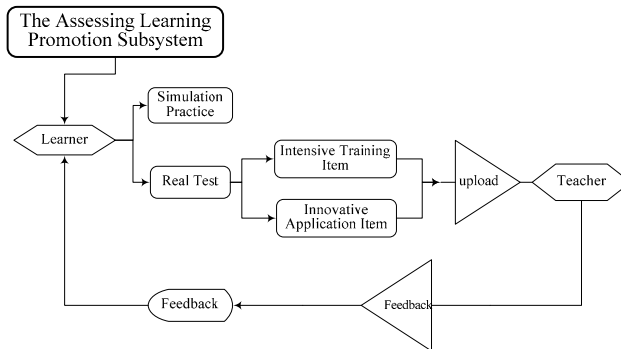 The Assessing Learning
Promotion Subsystem
Simulation
Practice
Learner
Real Test
Intensive Training
Item
Innovative
Application Item
upload
Teacher
Feedback
Feedback